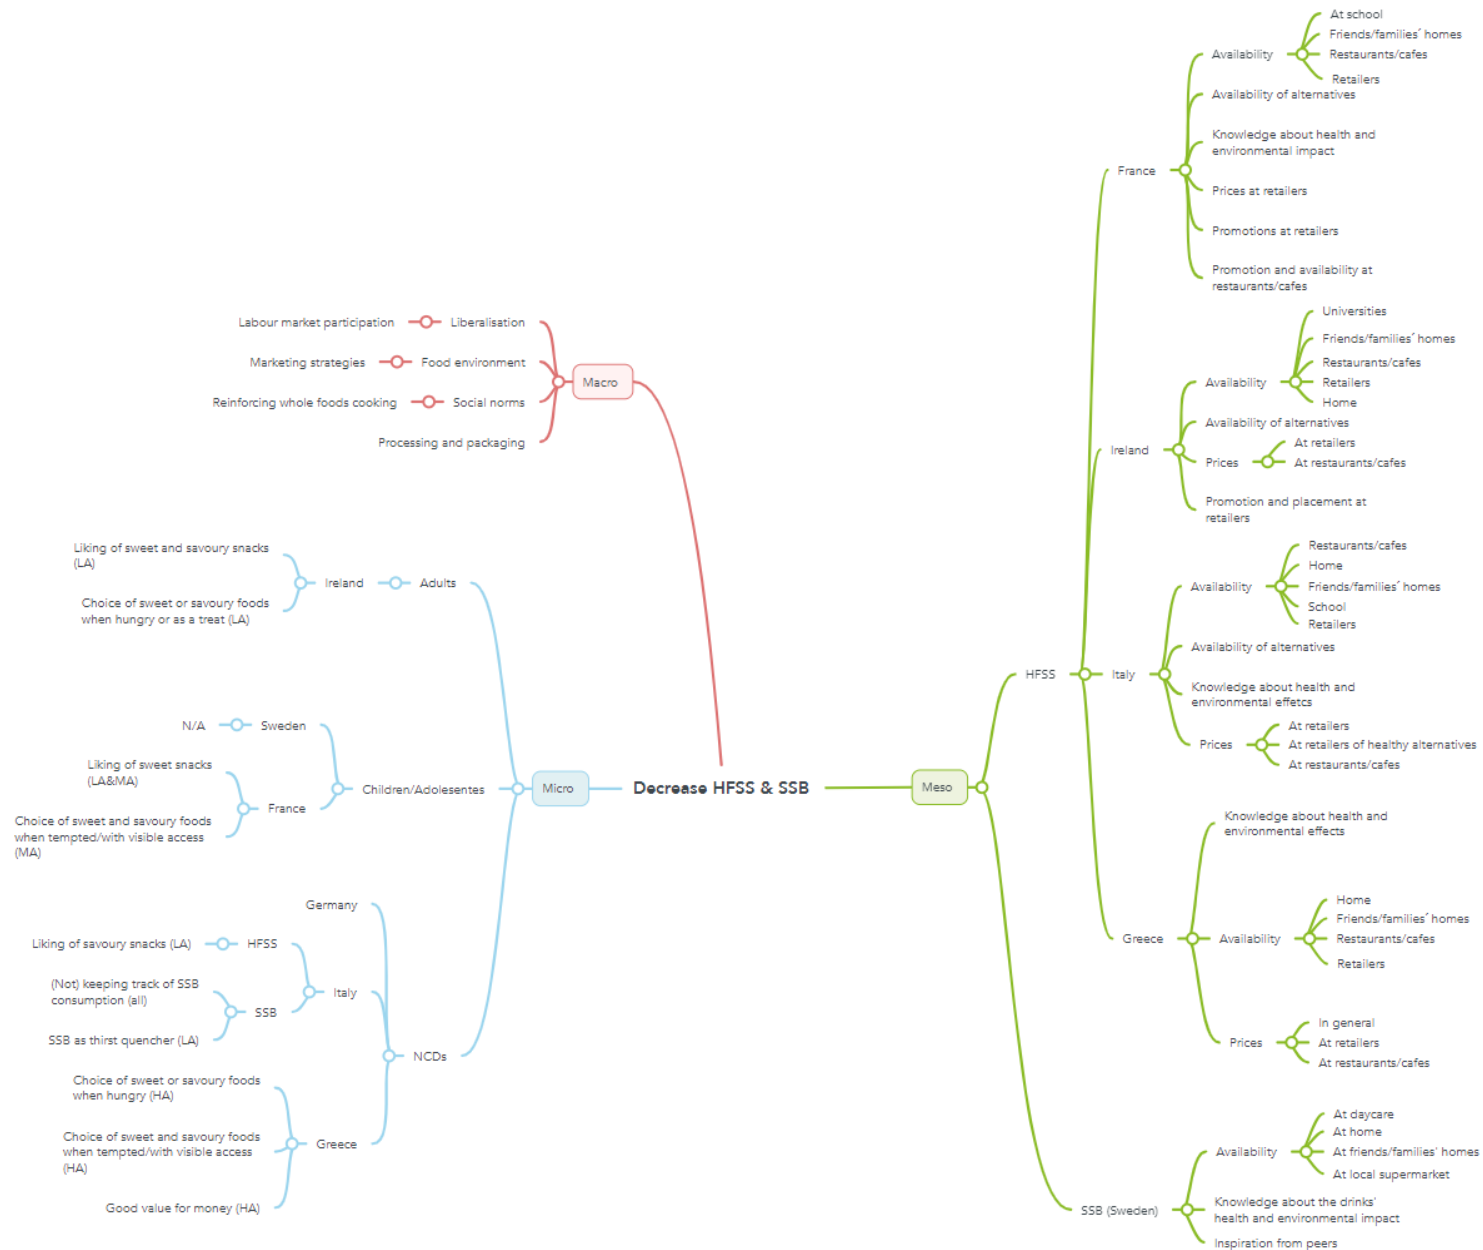 Decrease HFSS & SSB
Macro
Liberalisation
Labour market participation
Food environment
Marketing strategies
Social norms
Reinforcing whole foods cooking
Processing and packaging
Micro
Adults
Ireland
Liking of sweet and savoury snacks
(LA)
Choice of sweet or savoury foods
when hungry or as a treat (LA)
Children/Adolesentes
Sweden
N/A
France
Liking of sweet snacks
(LA&MA)
Choice of sweet and savoury foods
when tempted/with visible access
(MA)
NCDs
Germany
Italy
HFSS
Liking of savoury snacks (LA)
SSB
(Not) keeping track of SSB
consumption (all)
SSB as thirst quencher (LA)
Greece
Choice of sweet or savoury foods
when hungry (HA)
Choice of sweet and savoury foods
when tempted/with visible access
(HA)
Good value for money (HA)
Meso
HFSS
France
Availability
At school
Friends/families´ homes
Restaurants/cafes
Retailers
Availability of alternatives
Knowledge about health and
environmental impact
Prices at retailers
Promotions at retailers
Promotion and availability at
restaurants/cafes
Ireland
Availability
Universities
Friends/families´ homes
Restaurants/cafes
Retailers
Home
Availability of alternatives
Prices
At retailers
At restaurants/cafes
Promotion and placement at
retailers
Italy
Availability
Restaurants/cafes
Home
Friends/families´ homes
School
Retailers
Availability of alternatives
Knowledge about health and
environmental effetcs
Prices
At retailers
At retailers of healthy alternatives
At restaurants/cafes
Greece
Knowledge about health and
environmental effects
Availability
Home
Friends/families´ homes
Restaurants/cafes
Retailers
Prices
In general
At retailers
At restaurants/cafes
SSB (Sweden)
Availability
At daycare
At home
At friends/families' homes
At local supermarket
Knowledge about the drinks'
health and environmental impact
Inspiration from peers